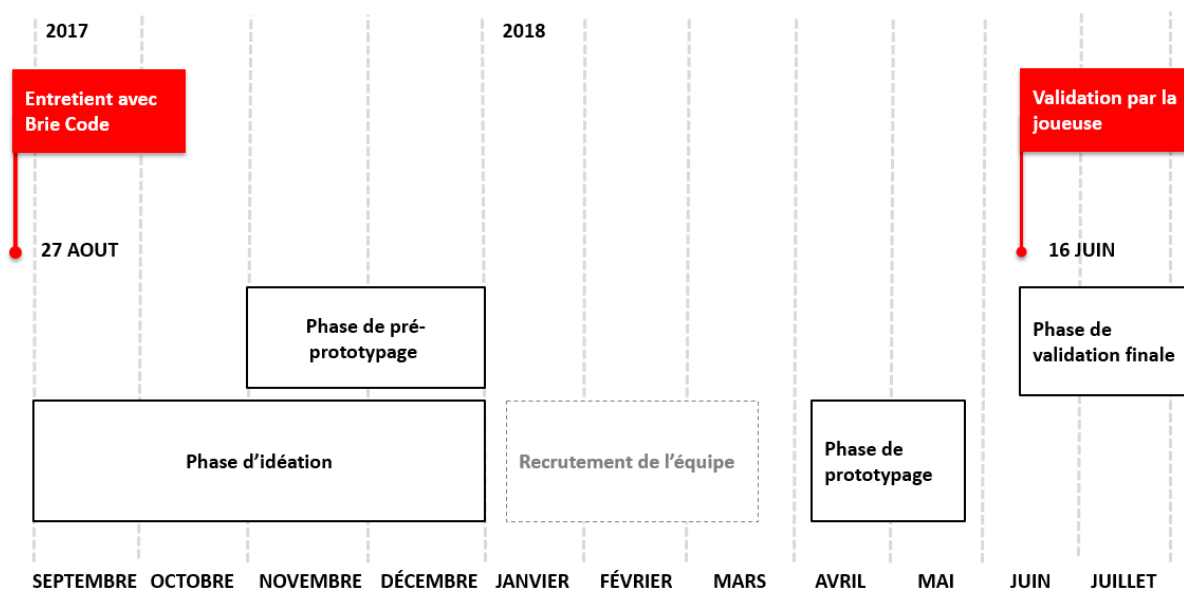 2017
2018
Entretient avec
Brie Code
Validation par la
joueuse
27 AOUT
16 JUIN
Phase de pré-
prototypage
Phase de
validation finale
Phase d'idéation
Recrutement de l'équipe
Phase de
prototypage
SEPTEMBRE OCTOBRE NOVEMBRE DÉCEMBRE JANVIER FÉVRIER MARS AVRIL MAI JUIN JUILLET